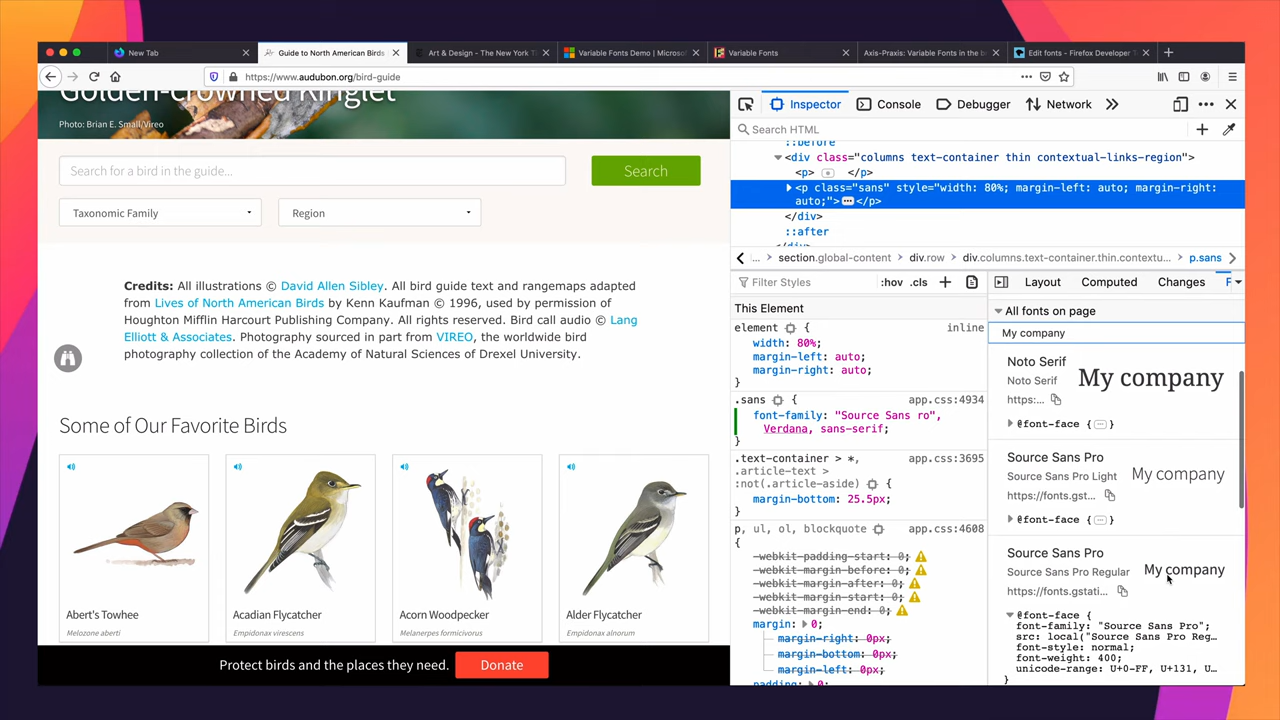 New Tab
Guide to North American Birds
Art & Design - The New York T
Variable Fonts Demo | Microsof
Variable Fonts
Axis-Praxis: Variable Fonts in the b
Edit fonts - Firefox Developer T
https://www.audubon.org/bird-guide
Golden-crowned Kinglet
Photo: Brian E. Small/Vireo
Search for a bird in the guide...
Search
Taxonomic Family
Region
Credits: All illustrations © David Allen Sibley. All bird guide text and rangemaps adapted
from Lives of North American Birds by Kenn Kaufman © 1996, used by permission of
Houghton Mifflin Harcourt Publishing Company. All rights reserved. Bird call audio © Lang
Elliott & Associates. Photography sourced in part from VIREO, the worldwide bird
photography collection of the Academy of Natural Sciences of Drexel University.
Some of Our Favorite Birds
Abert's Towhee
Melozone aberti
Acadian Flycatcher
Empidonax virescens
Acorn Woodpecker
Melanerpes formicivorus
Alder Flycatcher
Empidonax alnorum
Protect birds and the places they need.
Donate
Inspector
Console
Debugger
Network
Search HTML
::before
<div class="columns text-container thin contextual-links-region">
<p> </p>
<p class="sans" style="width: 80%; margin-left: auto; margin-right:
auto;"></p>
</div>
::after
</div>
...
section.global-content
div.row
div.columns.text-container.thin.contextu...
p.sans
Filter Styles
:hov .cls +
This Element
element {
inline
width: 80%;
margin-left: auto;
margin-right: auto;
}
.sans {
app.css:4934
font-family: "Source Sans ro",
Verdana, sans-serif;
}
.text-container > *,
app.css:3695
.article-text >
:not(.article-aside) {
margin-bottom: 25.5px;
}
p, ul, ol, blockquote
app.css:4608
{
-webkit-padding-start: 0;
-webkit-margin-before: 0;
-webkit-margin-after: 0;
-webkit-margin-start: 0;
-webkit-margin-end: 0;
margin: 0;
margin-right: 0px;
margin-bottom: 0px;
margin-left: 0px;
padding: 0;
Layout
Computed
Changes
F
All fonts on page
My company
Noto Serif
Noto Serif
https:...
My company
@font-face { }
Source Sans Pro
Source Sans Pro Light
https://fonts.gst...
My company
@font-face { }
Source Sans Pro
Source Sans Pro Regular
https://fonts.gstati...
My company
@font-face {
font-family: "Source Sans Pro";
src: local("Source Sans Pro Reg...
font-style: normal;
font-weight: 400;
unicode-range: U+0-FF, U+131, U...
}